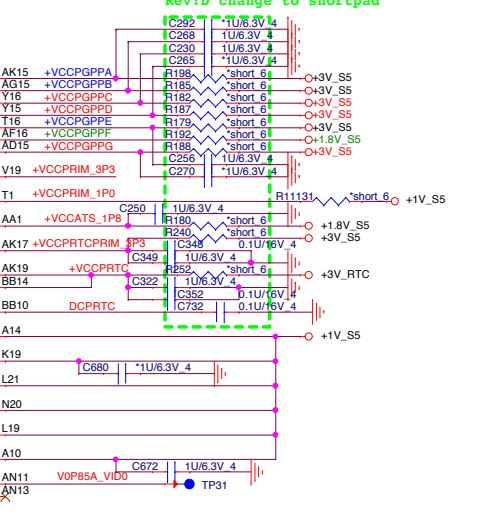 Rev:D change to shortpad
C292 *1U/6.3V_4
C268 *1U/6.3V_4
C230 *1U/6.3V_4
C265 *1U/6.3V_4
AK15 +VCCPGPPA R198 *short_6 +3V_S5
AG15 +VCCPGPPB R185 *short_6 +3V_S5
Y16 +VCCPGPPC R182 *short_6 +3V_S5
Y15 +VCCPGPPD R187 *short_6 +3V_S5
T16 +VCCPGPPE R179 *short_6 +3V_S5
AF16 +VCCPGPPF R192 *short_6 +1.8V_S5
AD15 +VCCPGPPG R188 *short_6 +3V_S5
C256 *1U/6.3V_4
V19 +VCCPRIM_3P3 C270 *1U/6.3V_4
T1 +VCCPRIM_1P0 R11131 *short_6 +1V_S5
C250 1U/6.3V_4
AA1 +VCCATS_1P8 R180 *short_6 +1.8V_S5
R240 *short_6 +3V_S5
AK17 +VCCPRTCPRIM_3P3 C348 0.1U/16V_4
C349 1U/6.3V_4
AK19 +VCCPRTC R252 *short_6 +3V_RTC
BB14 C322 1U/6.3V_4
C352 0.1U/16V_4
BB10 DCPRTC C732 0.1U/16V_4
A14 +1V_S5
K19
C680 *1U/6.3V_4
L21
N20
L19
A10
C672 1U/6.3V_4
AN11 V0P85A_VID0 TP31
AN13